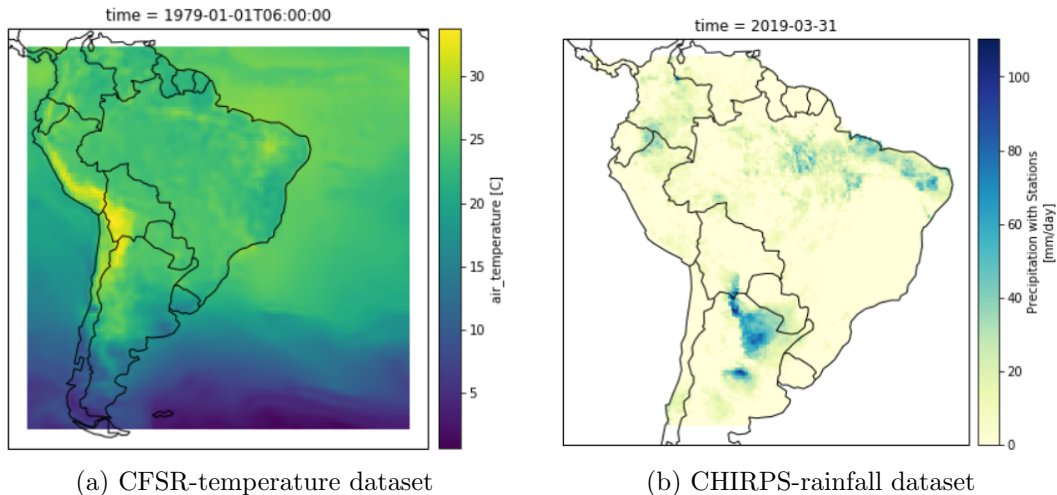 time = 1979-01-01T06:00:00
30
25
20
15
10
5
air_temperature [C]
(a) CFSR-temperature dataset
time = 2019-03-31
100
80
60
40
20
0
Precipitation with Stations
[mm/day]
(b) CHIRPS-rainfall dataset